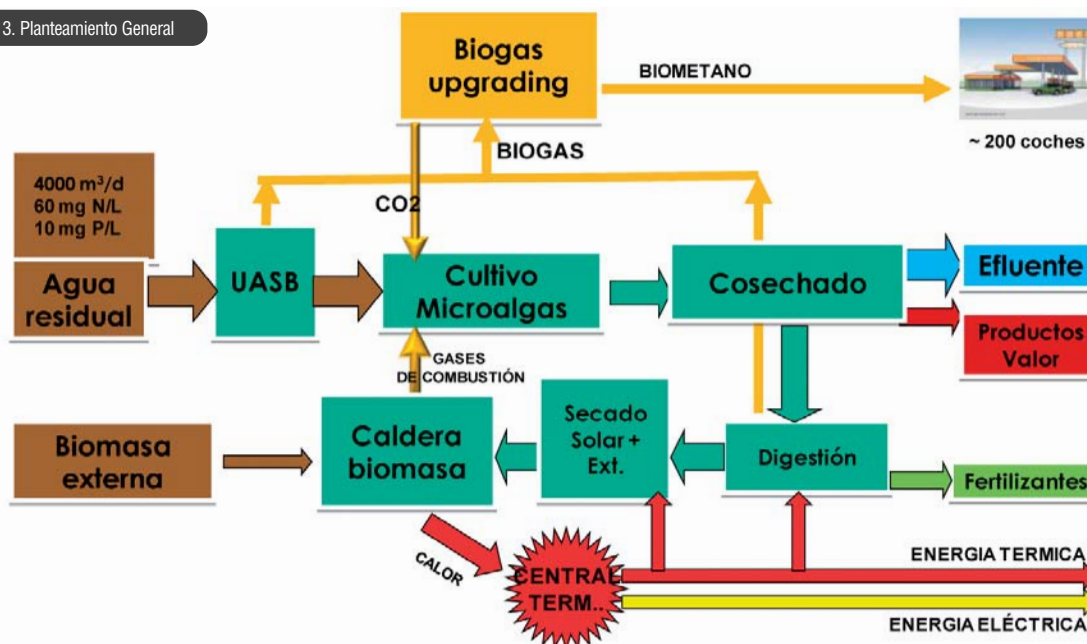 3. Planteamiento General
Biogas
upgrading
BIOMETANO
~ 200 coches
BIOGAS
4000 m³/d
60 mg N/L
10 mg P/L
CO2
Agua
residual
UASB
Cultivo
Microalgas
Cosechado
Efluente
Productos
Valor
GASES
DE COMBUSTIÓN
Biomasa
externa
Caldera
biomasa
Secado
Solar +
Ext.
Digestión
Fertilizantes
CALOR
CENTRAL
TERM..
ENERGIA TERMICA
ENERGIA ELÉCTRICA